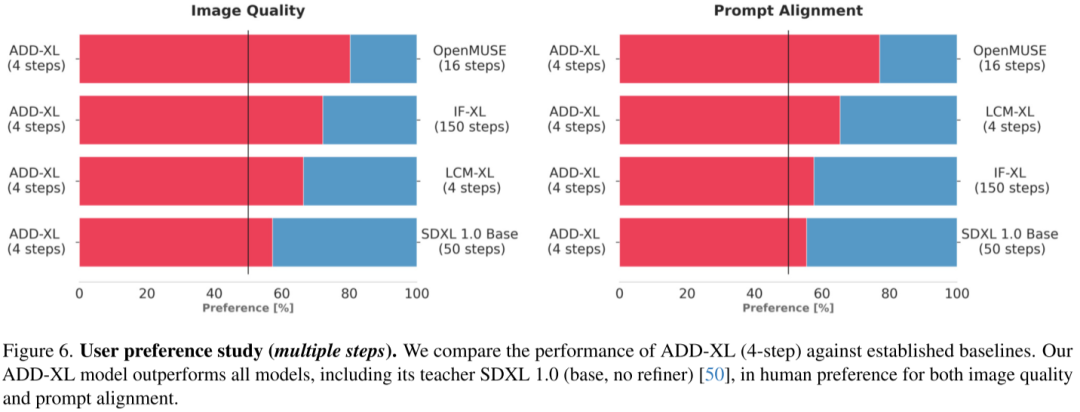 Image Quality
ADD-XL
(4 steps)
OpenMUSE
(16 steps)
ADD-XL
(4 steps)
IF-XL
(150 steps)
ADD-XL
(4 steps)
LCM-XL
(4 steps)
ADD-XL
(4 steps)
SDXL 1.0 Base
(50 steps)
0 20 40 60 80 100
Preference [%]
Prompt Alignment
ADD-XL
(4 steps)
OpenMUSE
(16 steps)
ADD-XL
(4 steps)
LCM-XL
(4 steps)
ADD-XL
(4 steps)
IF-XL
(150 steps)
ADD-XL
(4 steps)
SDXL 1.0 Base
(50 steps)
0 20 40 60 80 100
Preference [%]
Figure 6. User preference study (multiple steps). We compare the performance of ADD-XL (4-step) against established baselines. Our
ADD-XL model outperforms all models, including its teacher SDXL 1.0 (base, no refiner) [50], in human preference for both image quality
and prompt alignment.